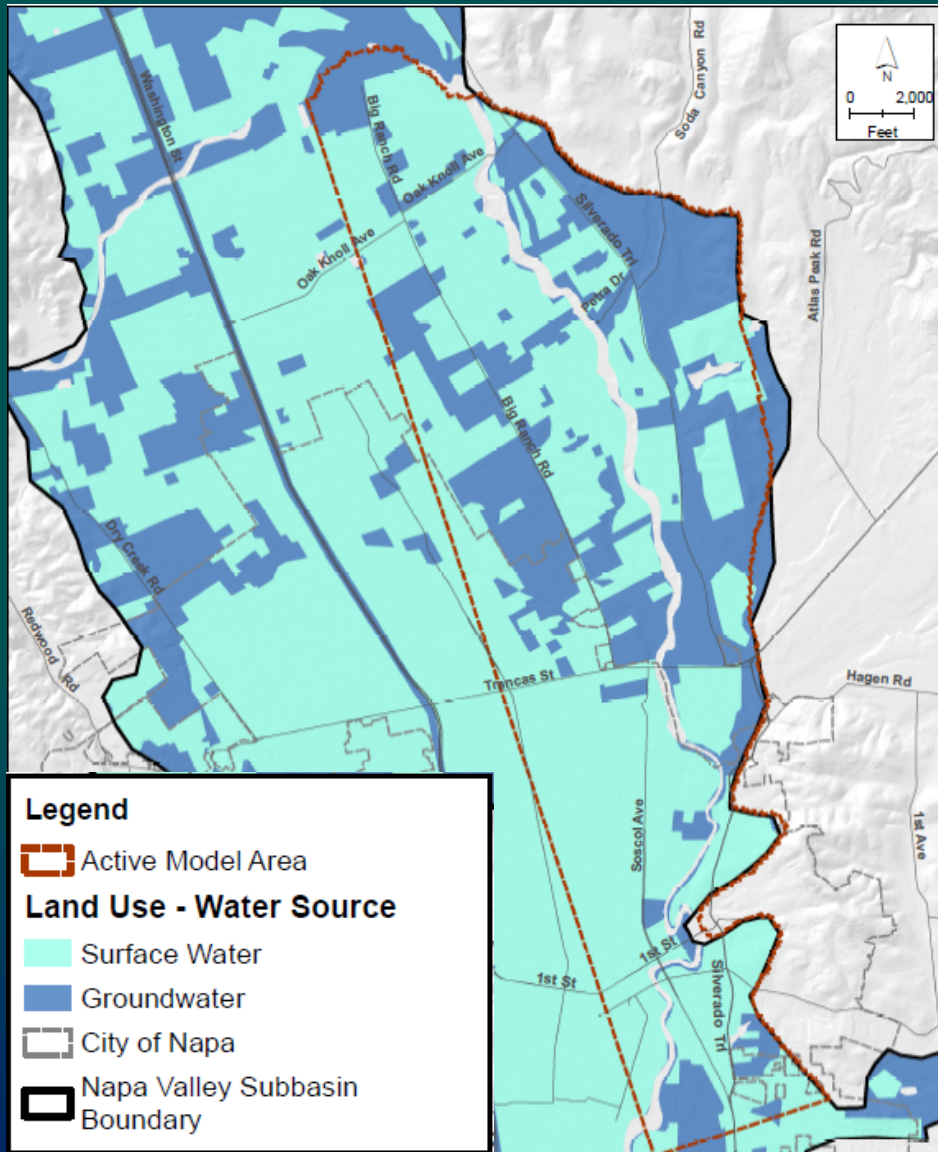 N
0 2,000
Feet
Washington St
Big Ranch Rd
Oak Knoll Ave
Oak Knoll Ave
Silverado Trl
Soda Canyon Rd
Petra Dr
Atlas Peak Rd
Big Ranch Rd
Dry Creek Rd
Redwood Rd
Trancas St
Hagen Rd
Soscol Ave
1st Ave
1st St
1st St
Silverado Trl
Legend
Active Model Area
Land Use - Water Source
Surface Water
Groundwater
City of Napa
Napa Valley Subbasin
Boundary